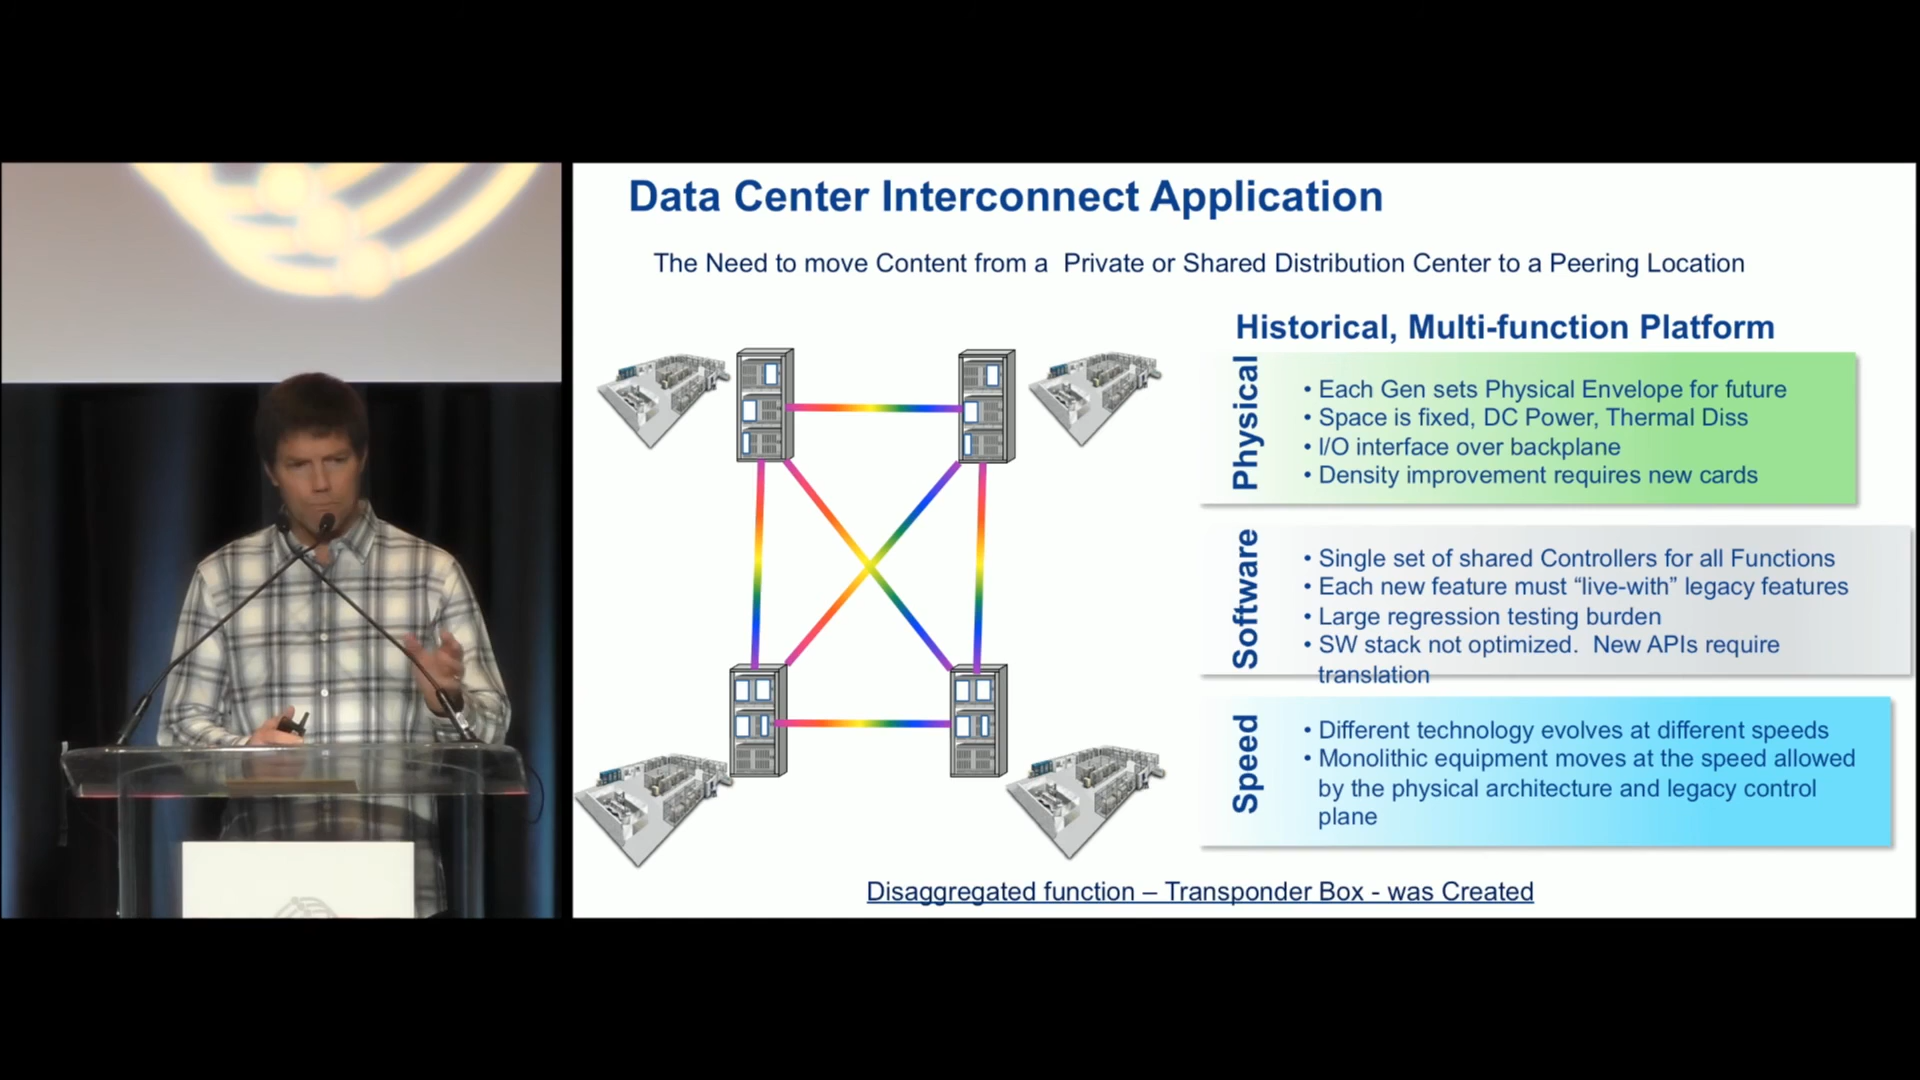 Data Center Interconnect Application
The Need to move Content from a  Private or Shared Distribution Center to a Peering Location
Historical, Multi-function Platform
Physical
• Each Gen sets Physical Envelope for future
• Space is fixed, DC Power, Thermal Diss
• I/O interface over backplane
• Density improvement requires new cards
Software
• Single set of shared Controllers for all Functions
• Each new feature must “live-with” legacy features
• Large regression testing burden
• SW stack not optimized.  New APIs require
translation
Speed
• Different technology evolves at different speeds
• Monolithic equipment moves at the speed allowed
by the physical architecture and legacy control
plane
Disaggregated function – Transponder Box - was Created